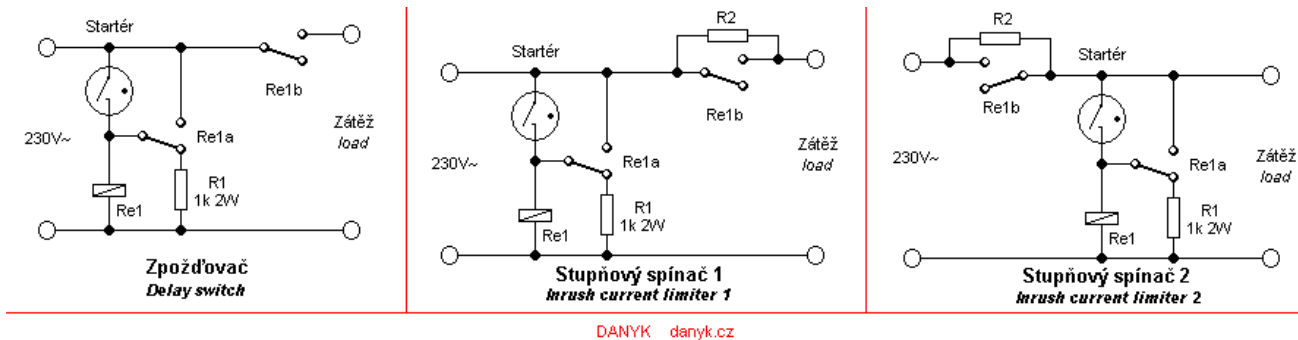 Startér
Re1b
230V~
Re1a
Zátěž
load
R1
1k 2W
Re1
Zpožďovač
Delay switch
R2
Startér
Re1b
230V~
Re1a
Zátěž
load
R1
1k 2W
Re1
Stupňový spínač 1
Inrush current limiter 1
R2
Startér
Re1b
230V~
Re1a
Zátěž
load
R1
1k 2W
Re1
Stupňový spínač 2
Inrush current limiter 2
DANYK danyk.cz